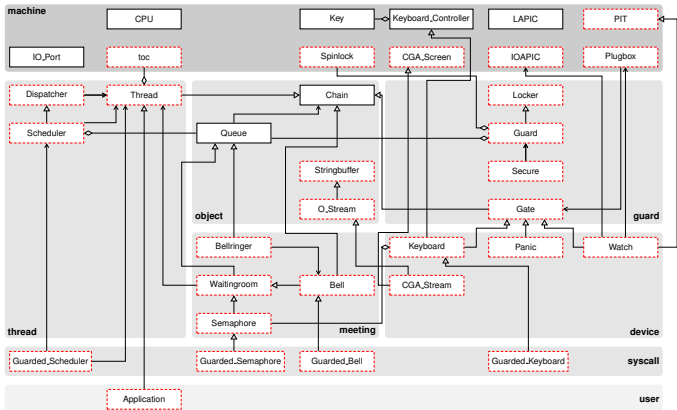 machine
CPU
Key
Keyboard_Controller
LAPIC
PIT
IO_Port
toc
Spinlock
CGA_Screen
IOAPIC
Plugbox
Dispatcher
Thread
Chain
Locker
Scheduler
Queue
Guard
Stringbuffer
Secure
O_Stream
Gate
object
guard
Bellringer
Keyboard
Panic
Watch
Waitingroom
Bell
CGA_Stream
Semaphore
thread
meeting
device
Guarded_Scheduler
Guarded_Semaphore
Guarded_Bell
Guarded_Keyboard
syscall
Application
user